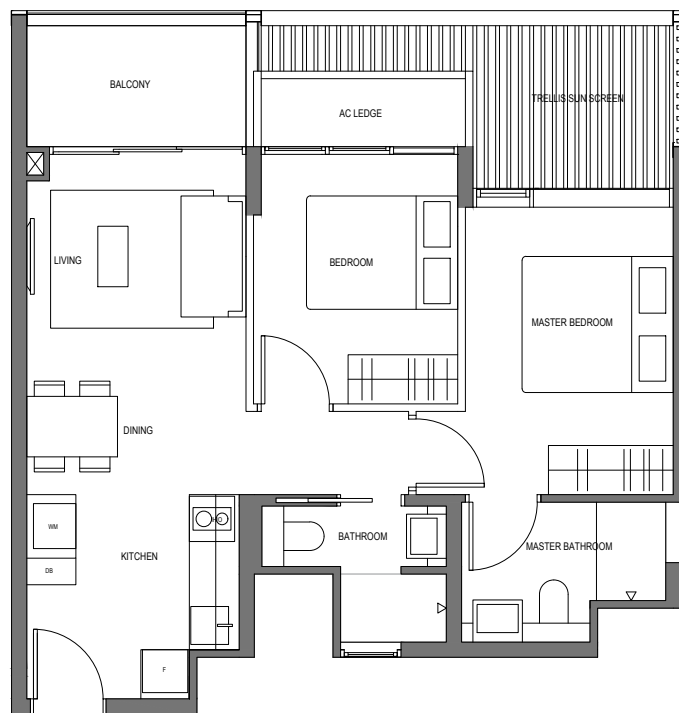 BALCONY
AC LEDGE
TRELLIS SUN SCREEN
LIVING
BEDROOM
MASTER BEDROOM
DINING
WM
BATHROOM
MASTER BATHROOM
KITCHEN
DB
F